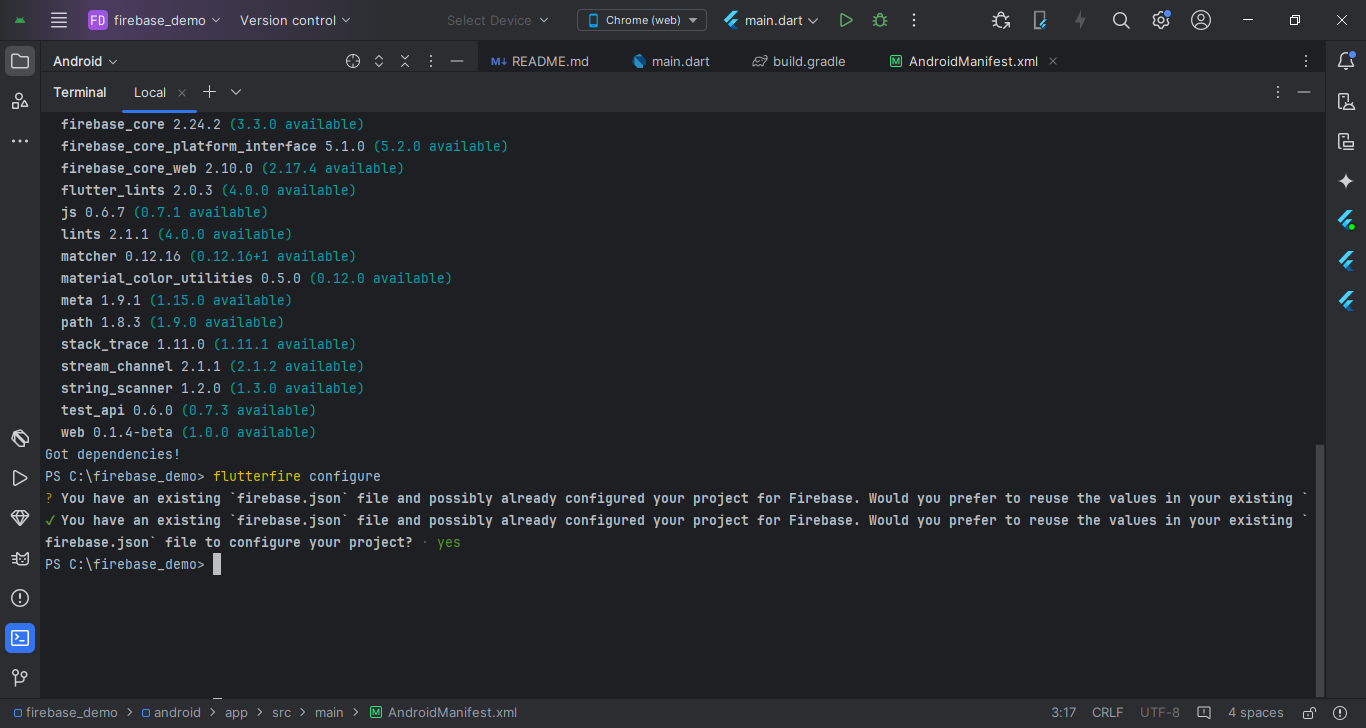 FD firebase_demo Version control Select Device Chrome (web) main.dart
Android README.md main.dart build.gradle AndroidManifest.xml
Terminal Local
firebase_core 2.24.2 (3.3.0 available)
firebase_core_platform_interface 5.1.0 (5.2.0 available)
firebase_core_web 2.10.0 (2.17.4 available)
flutter_lints 2.0.3 (4.0.0 available)
js 0.6.7 (0.7.1 available)
lints 2.1.1 (4.0.0 available)
matcher 0.12.16 (0.12.16+1 available)
material_color_utilities 0.5.0 (0.12.0 available)
meta 1.9.1 (1.15.0 available)
path 1.8.3 (1.9.0 available)
stack_trace 1.11.0 (1.11.1 available)
stream_channel 2.1.1 (2.1.2 available)
string_scanner 1.2.0 (1.3.0 available)
test_api 0.6.0 (0.7.3 available)
web 0.1.4-beta (1.0.0 available)
Got dependencies!
PS C:\firebase_demo> flutterfire configure
? You have an existing `firebase.json` file and possibly already configured your project for Firebase. Would you prefer to reuse the values in your existing `
✓ You have an existing `firebase.json` file and possibly already configured your project for Firebase. Would you prefer to reuse the values in your existing `
firebase.json` file to configure your project? · yes
PS C:\firebase_demo>
firebase_demo > android > app > src > main > AndroidManifest.xml 3:17 CRLF UTF-8 4 spaces